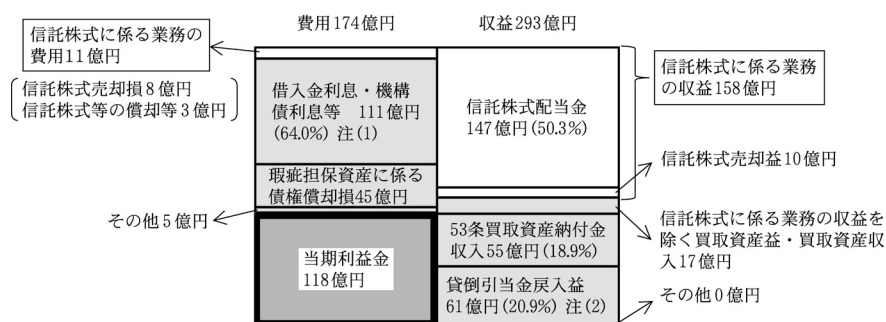 費用174億円
収益293億円
信託株式に係る業務の
費用11億円
信託株式売却損8億円
信託株式等の償却等3億円
借入金利息・機構
債利息等 111億円
(64.0%) 注(1)
瑕疵担保資産に係る
債権償却損45億円
その他5億円
当期利益金
118億円
信託株式配当金
147億円(50.3%)
53条買取資産納付金
収入55億円(18.9%)
貸倒引当金戻入益
61億円(20.9%) 注(2)
信託株式に係る業務
の収益158億円
信託株式売却益10億円
信託株式に係る業務の収益を
除く買取資産益・買取資産収
入17億円
その他0億円